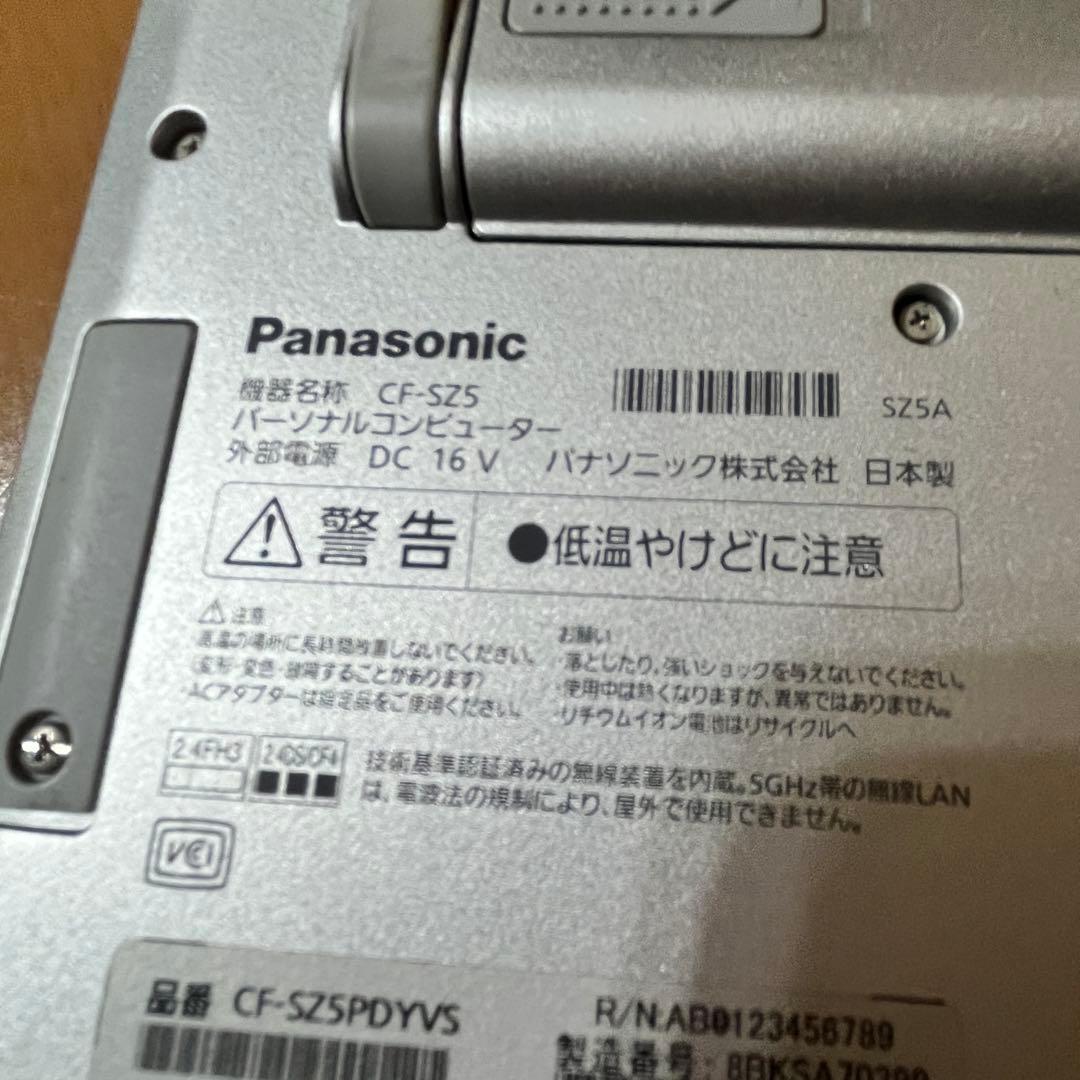 Panasonic
機器名称 CF-SZ5
SZ5A
パーソナルコンピューター
外部電源 DC 16 V パナソニック株式会社 日本製
警告 ●低温やけどに注意
注意
高温の場所に長時間放置しないでください。
(変形・変色・故障することがあります)
・ACアダプターは指定品をご使用ください。
お願い
・落としたり、強いショックを与えないでください。
・使用中は熱くなりますが、異常ではありません。
・リチウムイオン電池はリサイクルへ
2.4FH3 2.4DS/OF4
技術基準認証済みの無線装置を内蔵。5GHz帯の無線LAN
は、電波法の規制により、屋外で使用できません。
VCI
品番 CF-SZ5PDYVS
R/N.AB0123456789
製造番号: 8BKSA